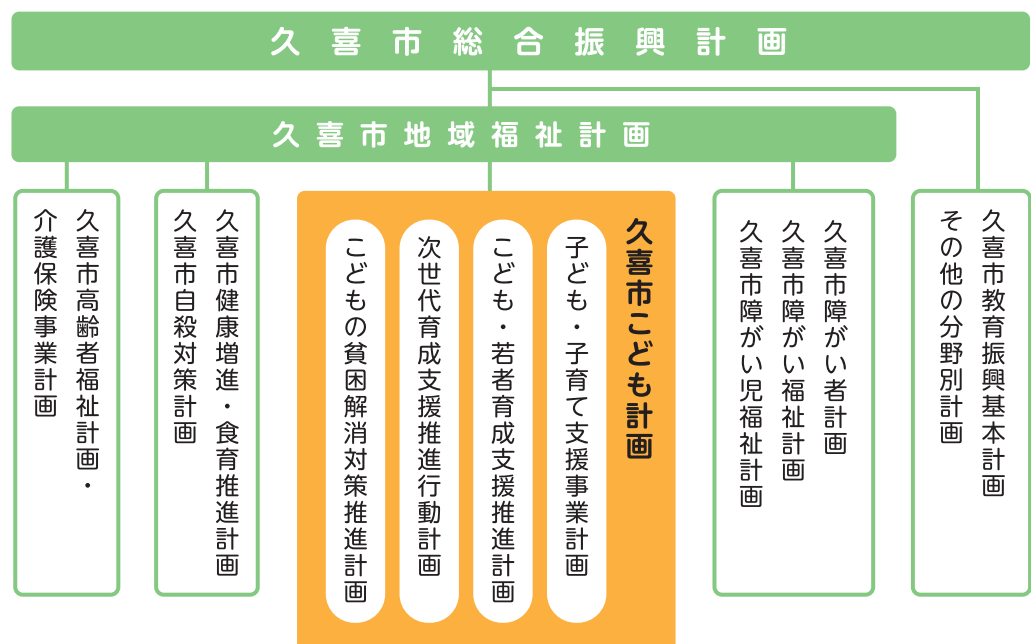 久喜市総合振興計画
久喜市地域福祉計画
久喜市教育振興基本計画
その他の分野別計画
久喜市障がい者計画
久喜市障がい福祉計画
久喜市障がい児福祉計画
久喜市こども計画
子ども・子育て支援事業計画
こども・若者育成支援推進計画
次世代育成支援推進行動計画
こどもの貧困解消対策推進計画
久喜市健康増進・食育推進計画
久喜市自殺対策計画
久喜市高齢者福祉計画・
介護保険事業計画